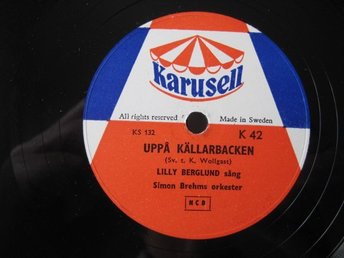 Karusell
All rights reserved
Made in Sweden
KS 132
K 42
UPPÅ KÄLLARBACKEN
(Sv. t. K. Wollgast)
LILLY BERGLUND sång
Simon Brehms orkester
NCB